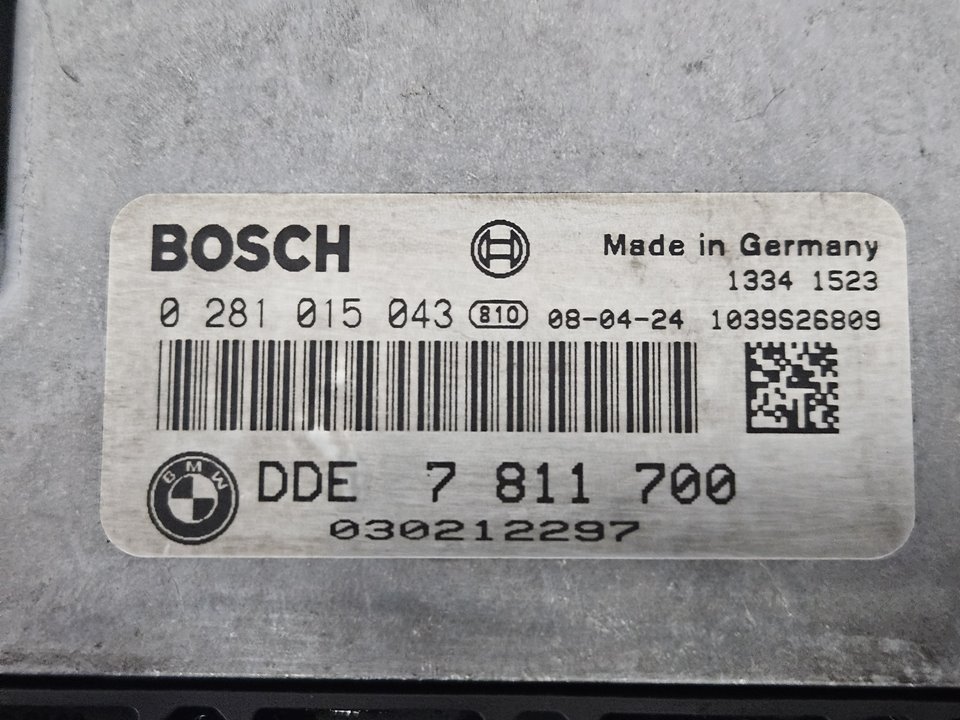 BOSCH
Made in Germany
1334 1523
0 281 015 043 810 08-04-24 1039S26809
BMW
DDE 7 811 700
030212297